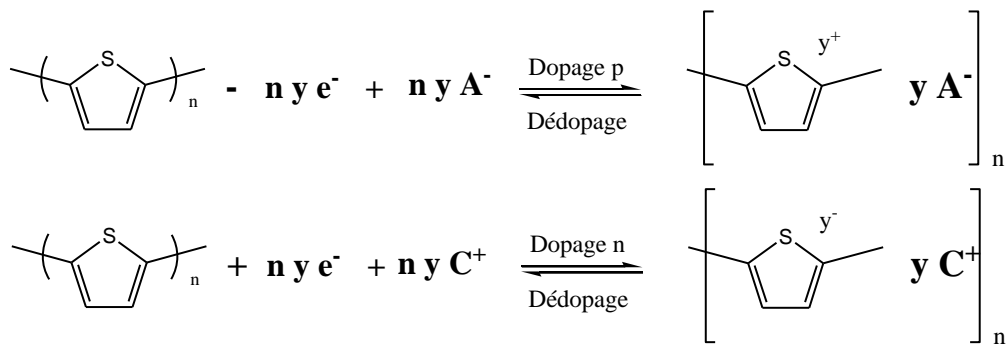 S n - n y e- + n y A- Dopage p Dédopage S y+ y A- n
S n + n y e- + n y C+ Dopage n Dédopage S y- y C+ n